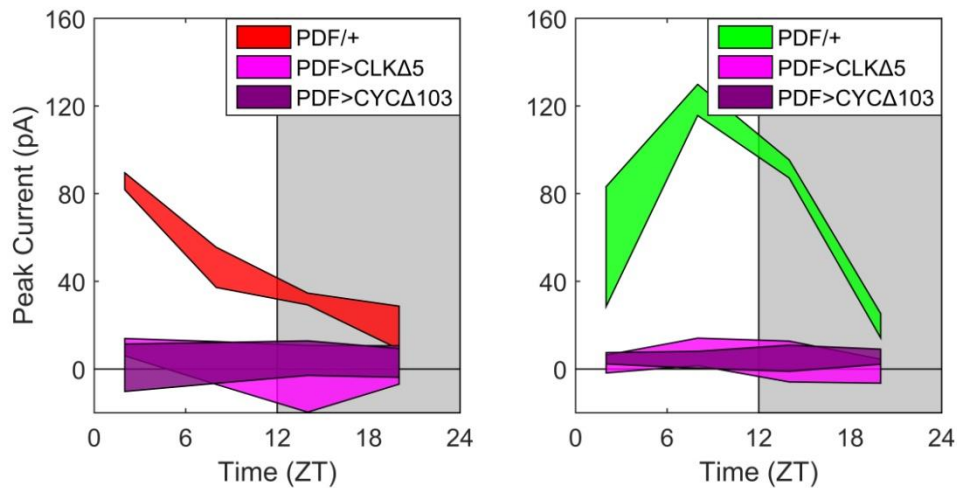 160
120
80
40
0
Peak Current (pA)
0
6
12
18
24
Time (ZT)
PDF/+
PDF>CLKΔ5
PDF>CYCΔ103
160
120
80
40
0
0
6
12
18
24
Time (ZT)
PDF/+
PDF>CLKΔ5
PDF>CYCΔ103